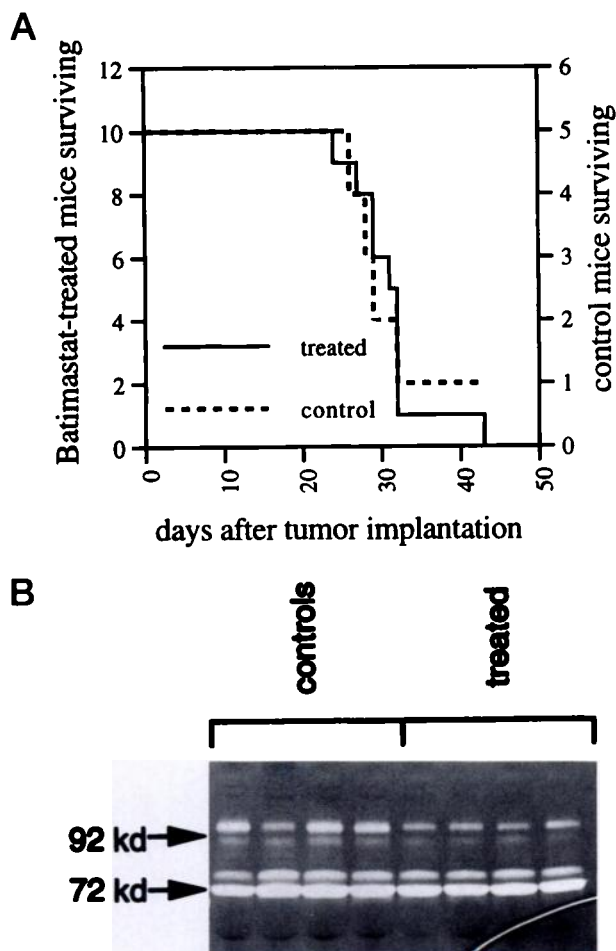 A
Batimastat-treated mice surviving
12
10
8
6
4
2
0
6
5
4
3
2
1
0
control mice surviving
treated
control
0
10
20
30
40
50
days after tumor implantation
B
controls
treated
92 kd
72 kd